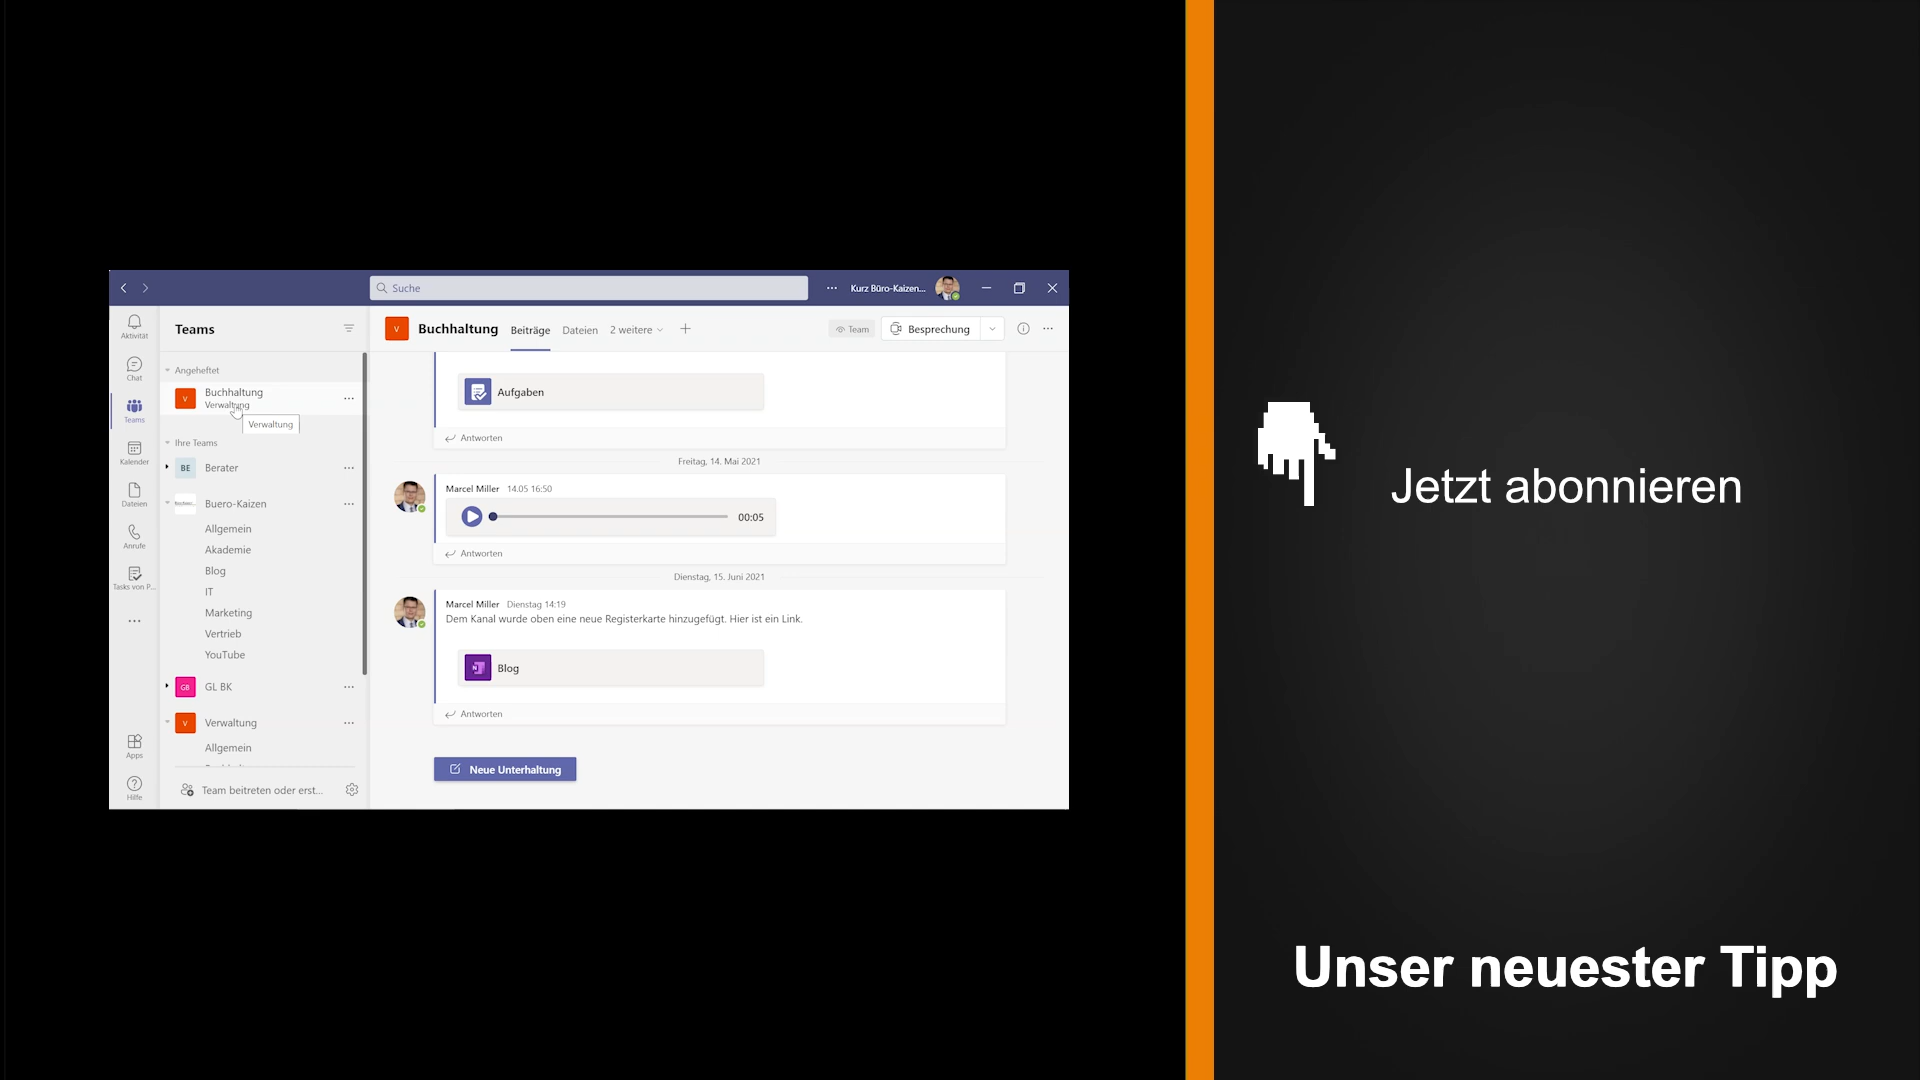 Suche
Kurz Büro-Kaizen...
Aktivität
Chat
Teams
Kalender
Dateien
Anrufe
Tasks von P...
Apps
Hilfe
Teams
Angeheftet
V
Buchhaltung
Verwaltung
Verwaltung
Ihre Teams
BE
Berater
Buero-Kaizen
Allgemein
Akademie
Blog
IT
Marketing
Vertrieb
YouTube
GB
GL BK
V
Verwaltung
Allgemein
Team beitreten oder erst...
V
Buchhaltung
Beiträge
Dateien
2 weitere
Team
Besprechung
Aufgaben
Antworten
Freitag, 14. Mai 2021
Marcel Miller 14.05 16:50
00:05
Antworten
Dienstag, 15. Juni 2021
Marcel Miller Dienstag 14:19
Dem Kanal wurde oben eine neue Registerkarte hinzugefügt. Hier ist ein Link.
N
Blog
Antworten
Neue Unterhaltung
Jetzt abonnieren
Unser neuester Tipp